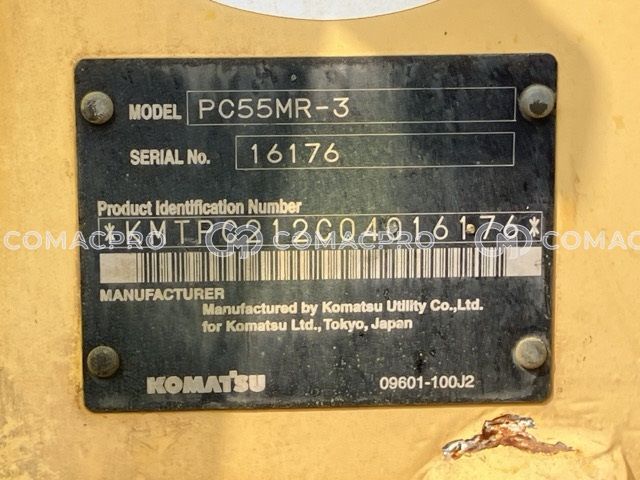 MODEL PC55MR-3
SERIAL No. 16176
Product Identification Number
*KMTPC212C04016176*
MANUFACTURER
Manufactured by Komatsu Utility Co.,Ltd.
for Komatsu Ltd.,Tokyo, Japan
KOMATSU 09601-100J2
COMACPRO COMACPRO COMACPRO